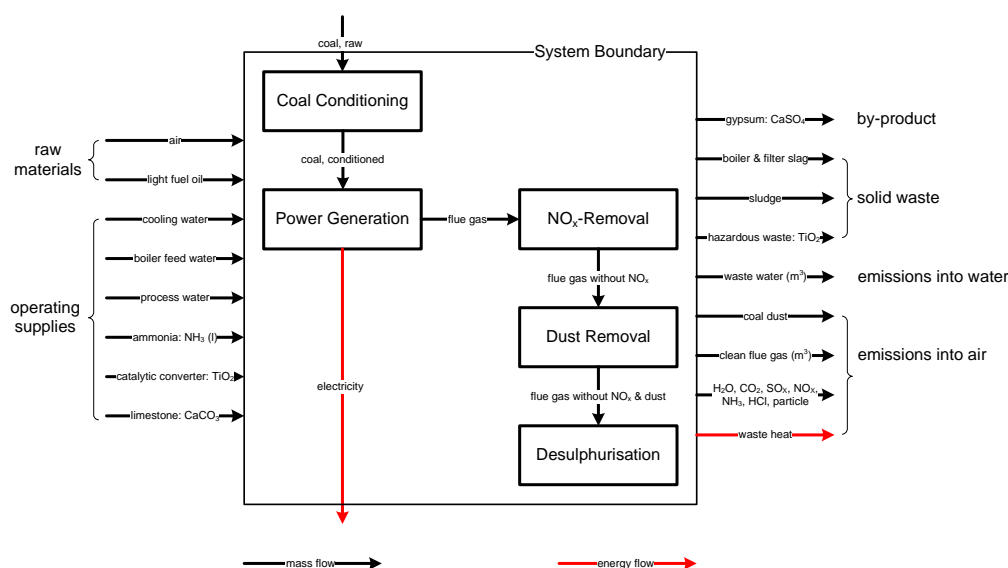 coal, raw
System Boundary
Coal Conditioning
gypsum: CaSO₄
by-product
air
raw
materials
coal, conditioned
boiler & filter slag
light fuel oil
sludge
solid waste
cooling water
Power Generation
flue gas
NOₓ-Removal
hazardous waste: TiO₂
boiler feed water
flue gas without NOₓ
waste water (m³)
emissions into water
process water
operating
supplies
coal dust
ammonia: NH₃ (l)
Dust Removal
clean flue gas (m³)
emissions into air
catalytic converter: TiO₂
electricity
flue gas without NOₓ & dust
H₂O, CO₂, SOₓ, NOₓ,
NH₃, HCl, particle
limestone: CaCO₃
waste heat
Desulphurisation
mass flow
energy flow